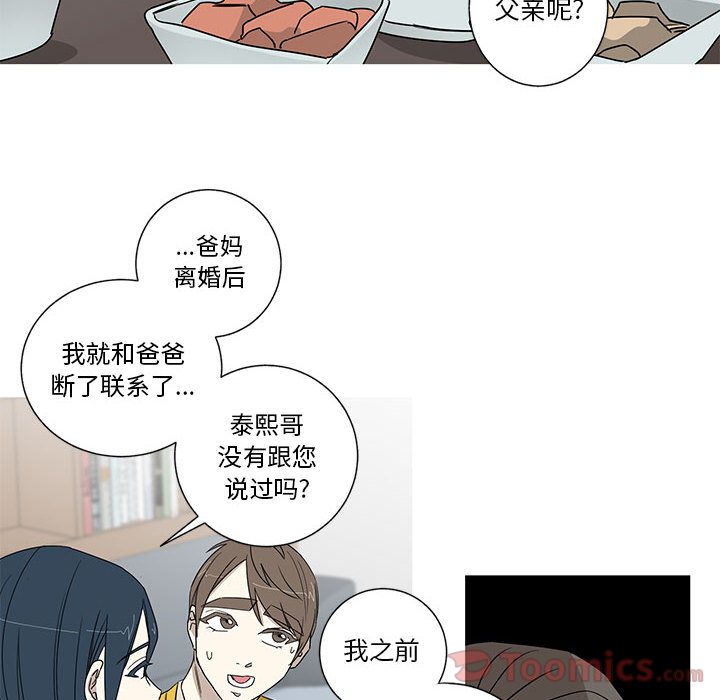 父亲呢?
...爸妈
离婚后
我就和爸爸
断了联系了...
泰熙哥
没有跟您
说过吗?
我之前
Toomics.com